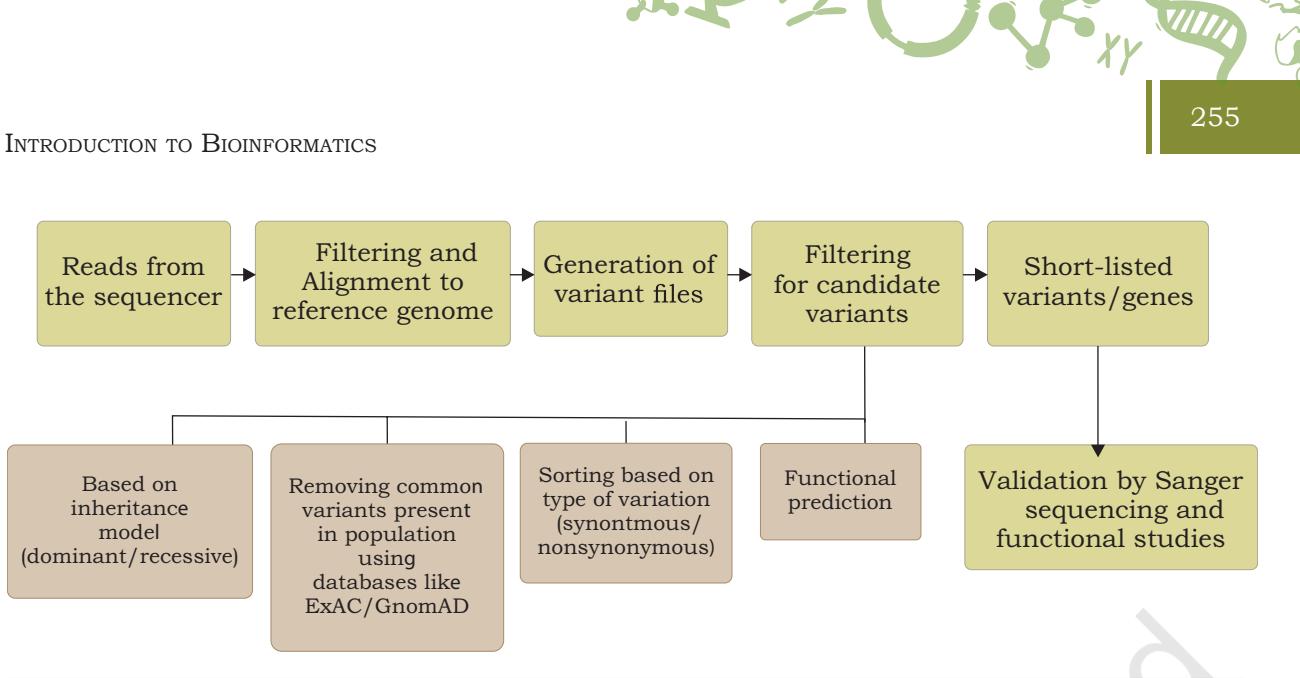 XY
255
Introduction to Bioinformatics
Reads from
the sequencer
Filtering and
Alignment to
reference genome
Generation of
variant files
Filtering
for candidate
variants
Short-listed
variants/genes
Based on
inheritance
model
(dominant/recessive)
Removing common
variants present
in population
using
databases like
ExAC/GnomAD
Sorting based on
type of variation
(synontmous/
nonsynonymous)
Functional
prediction
Validation by Sanger
sequencing and
functional studies
d